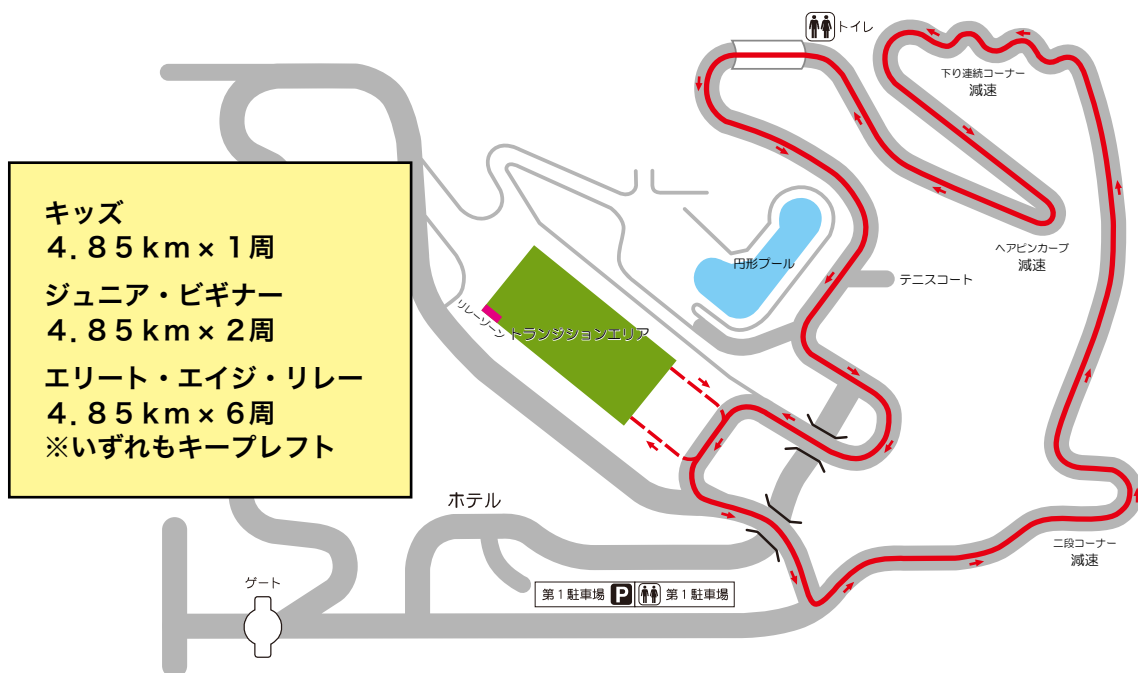 トイレ
下り連続コーナー
減速
キッズ
４.８５ｋｍ×１周
ジュニア・ビギナー
４.８５ｋｍ×２周
エリート・エイジ・リレー
４.８５ｋｍ×６周
※いずれもキープレフト
ヘアピンカーブ
減速
円形プール
テニスコート
リレーゾーン
トランジションエリア
ホテル
二段コーナー
減速
ゲート
第１駐車場 P 第１駐車場